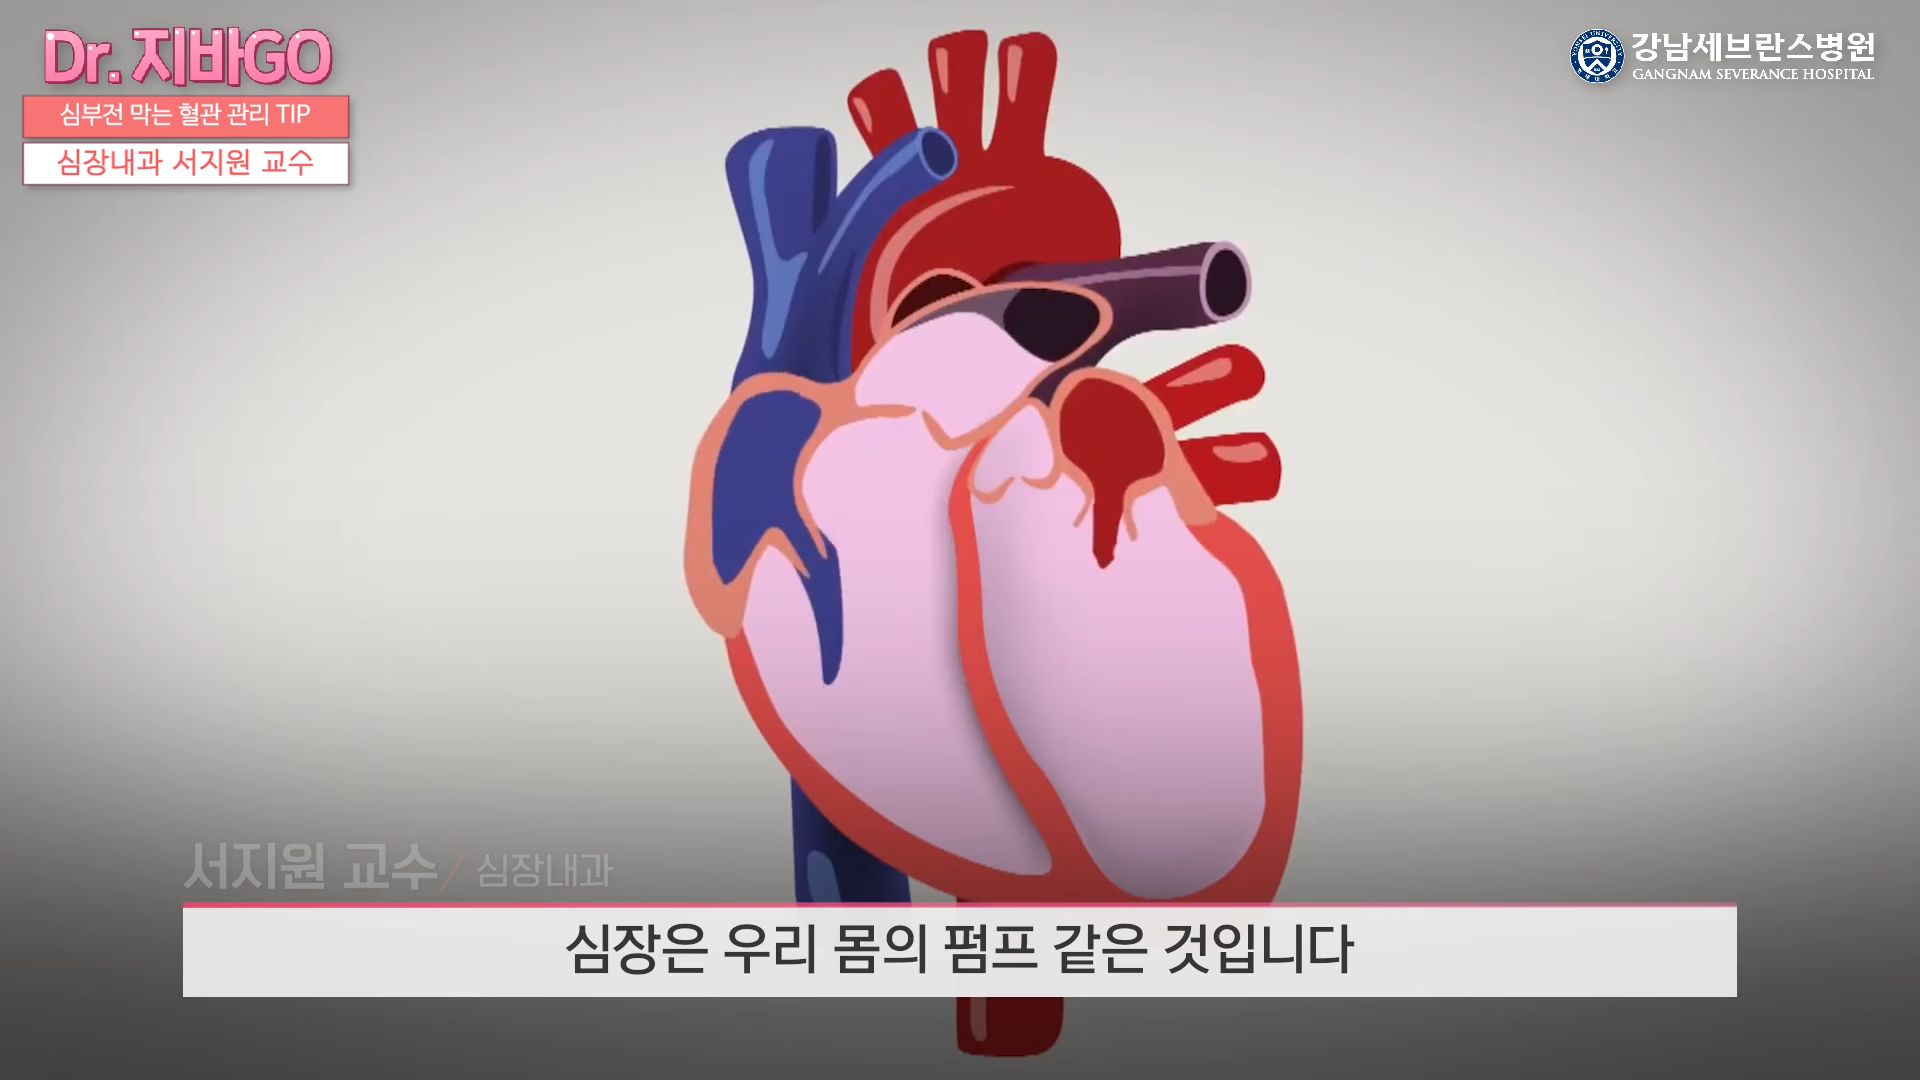 Dr. 지바GO
심부전 막는 혈관 관리 TIP
심장내과 서지원 교수
강남세브란스병원
GANGNAM SEVERANCE HOSPITAL
서지원 교수 / 심장내과
심장은 우리 몸의 펌프 같은 것입니다